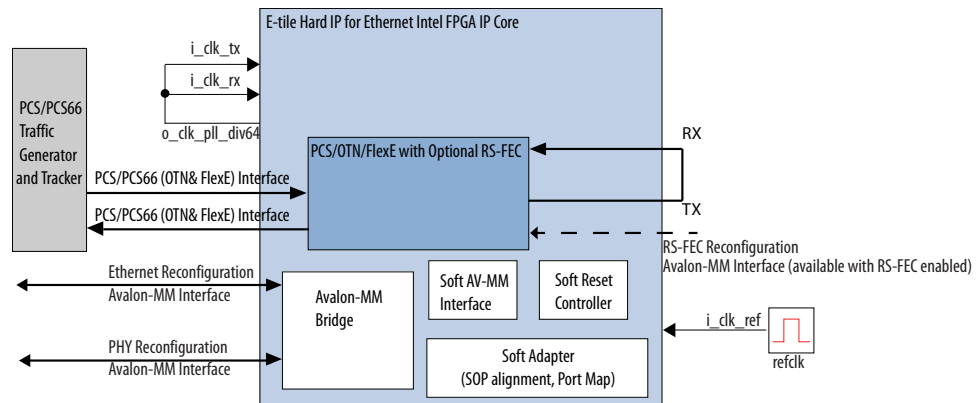 E-tile Hard IP for Ethernet Intel FPGA IP Core
i_clk_tx
i_clk_rx
o_clk_pll_div64
PCS/PCS66
Traffic
Generator
and Tracker
PCS/PCS66 (OTN& FlexE) Interface
PCS/PCS66 (OTN& FlexE) Interface
PCS/OTN/FlexE with Optional RS-FEC
RX
TX
RS-FEC Reconfiguration
Avalon-MM Interface (available with RS-FEC enabled)
Ethernet Reconfiguration
Avalon-MM Interface
PHY Reconfiguration
Avalon-MM Interface
Avalon-MM
Bridge
Soft AV-MM
Interface
Soft Reset
Controller
Soft Adapter
(SOP alignment, Port Map)
i_clk_ref
refclk